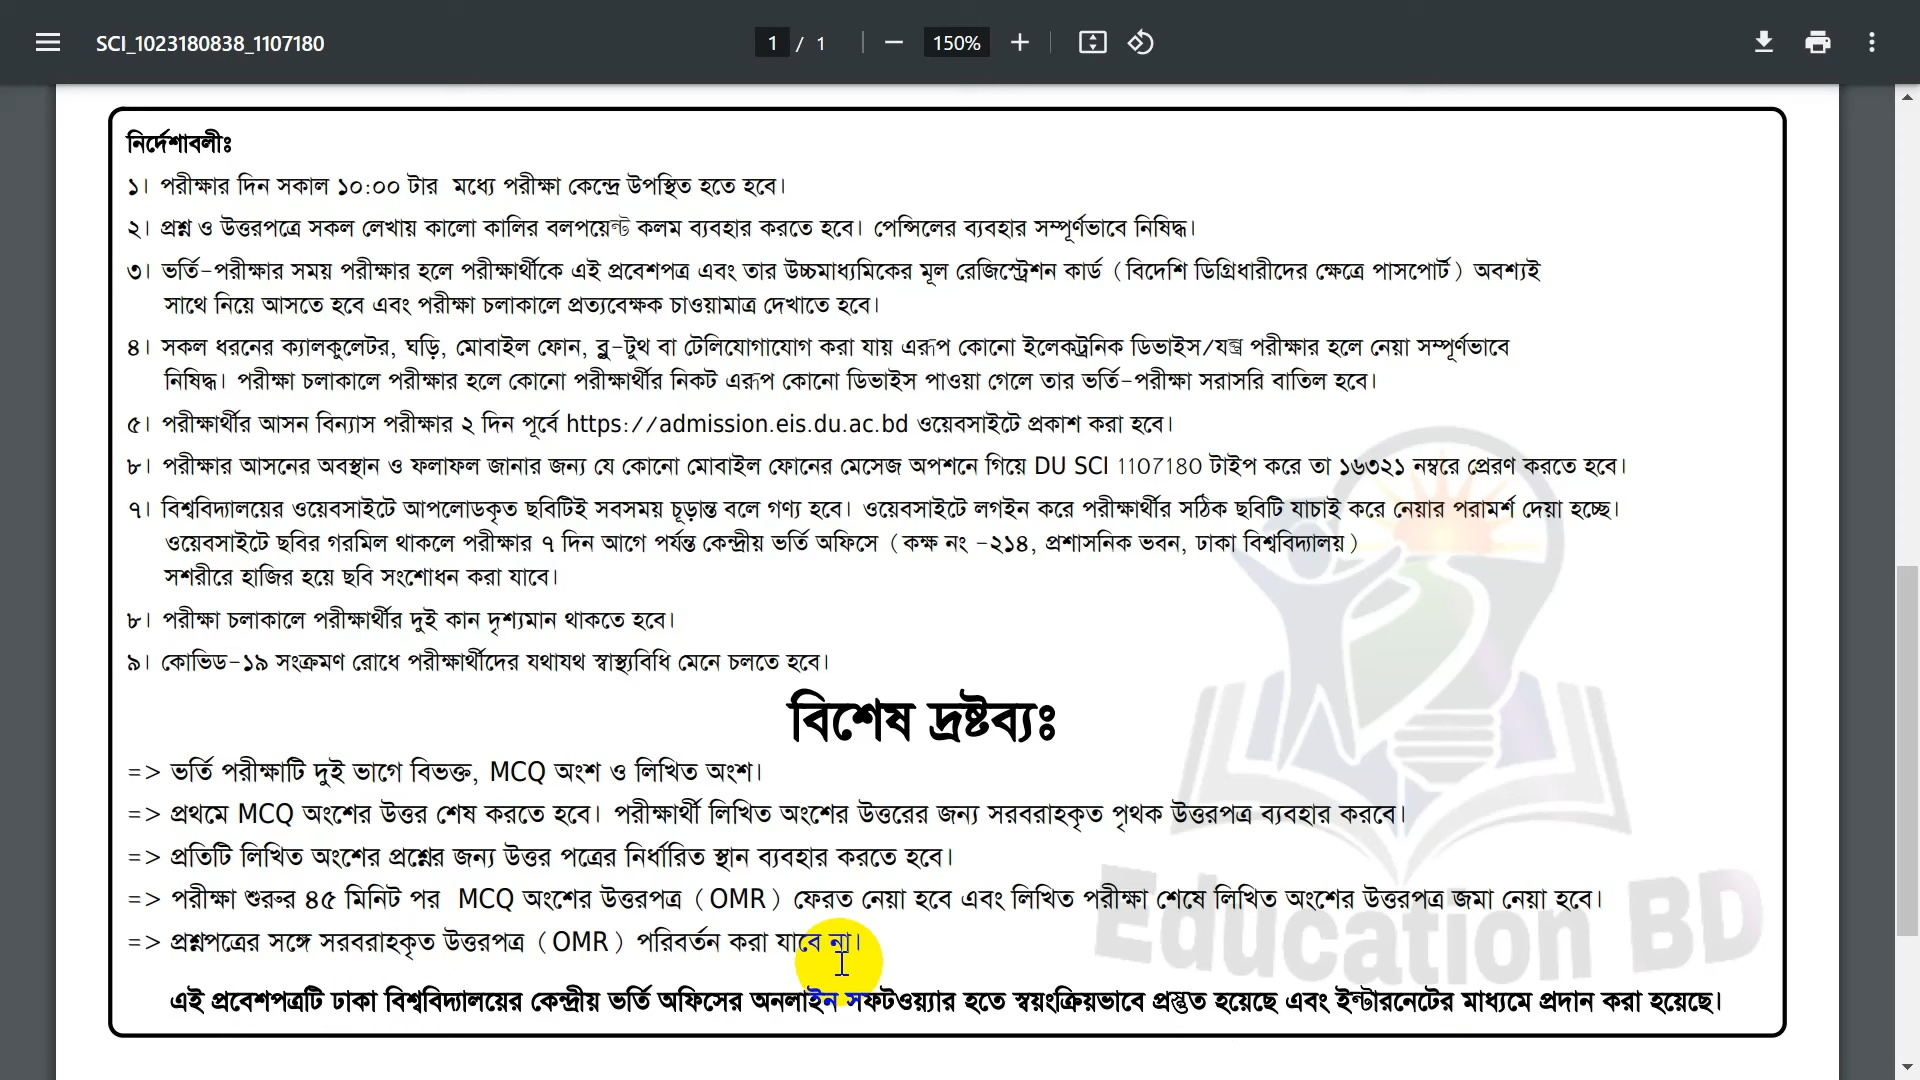 SCI_1023180838_1107180
1 / 1
150%
নির্দেশাবলীঃ
১। পরীক্ষার দিন সকাল ১০:০০ টার মধ্যে পরীক্ষা কেন্দ্রে উপস্থিত হতে হবে।
২। প্রশ্ন ও উত্তরপত্রে সকল লেখায় কালো কালির বলপয়েন্ট কলম ব্যবহার করতে হবে। পেন্সিলের ব্যবহার সম্পূর্ণভাবে নিষিদ্ধ।
৩। ভর্তি-পরীক্ষার সময় পরীক্ষার হলে পরীক্ষার্থীকে এই প্রবেশপত্র এবং তার উচ্চমাধ্যমিকের মূল রেজিস্ট্রেশন কার্ড (বিদেশি ডিগ্রিধারীদের ক্ষেত্রে পাসপোর্ট) অবশ্যই
সাথে নিয়ে আসতে হবে এবং পরীক্ষা চলাকালে প্রত্যবেক্ষক চাওয়ামাত্র দেখাতে হবে।
৪। সকল ধরনের ক্যালকুলেটর, ঘড়ি, মোবাইল ফোন, ব্লু-টুথ বা টেলিযোগাযোগ করা যায় এরূপ কোনো ইলেকট্রনিক ডিভাইস/যন্ত্র পরীক্ষার হলে নেয়া সম্পূর্ণভাবে
নিষিদ্ধ। পরীক্ষা চলাকালে পরীক্ষার হলে কোনো পরীক্ষার্থীর নিকট এরূপ কোনো ডিভাইস পাওয়া গেলে তার ভর্তি-পরীক্ষা সরাসরি বাতিল হবে।
৫। পরীক্ষার্থীর আসন বিন্যাস পরীক্ষার ২ দিন পূর্বে https://admission.eis.du.ac.bd ওয়েবসাইটে প্রকাশ করা হবে।
৮। পরীক্ষার আসনের অবস্থান ও ফলাফল জানার জন্য যে কোনো মোবাইল ফোনের মেসেজ অপশনে গিয়ে DU SCI 1107180 টাইপ করে তা ১৬৩২১ নম্বরে প্রেরণ করতে হবে।
৭। বিশ্ববিদ্যালয়ের ওয়েবসাইটে আপলোডকৃত ছবিটিই সবসময় চূড়ান্ত বলে গণ্য হবে। ওয়েবসাইটে লগইন করে পরীক্ষার্থীর সঠিক ছবিটি যাচাই করে নেয়ার পরামর্শ দেয়া হচ্ছে।
ওয়েবসাইটে ছবির গরমিল থাকলে পরীক্ষার ৭ দিন আগে পর্যন্ত কেন্দ্রীয় ভর্তি অফিসে (কক্ষ নং -২১৪, প্রশাসনিক ভবন, ঢাকা বিশ্ববিদ্যালয়)
সশরীরে হাজির হয়ে ছবি সংশোধন করা যাবে।
৮। পরীক্ষা চলাকালে পরীক্ষার্থীর দুই কান দৃশ্যমান থাকতে হবে।
৯। কোভিড-১৯ সংক্রমণ রোধে পরীক্ষার্থীদের যথাযথ স্বাস্থ্যবিধি মেনে চলতে হবে।
বিশেষ দ্রষ্টব্যঃ
=> ভর্তি পরীক্ষাটি দুই ভাগে বিভক্ত, MCQ অংশ ও লিখিত অংশ।
=> প্রথমে MCQ অংশের উত্তর শেষ করতে হবে। পরীক্ষার্থী লিখিত অংশের উত্তরের জন্য সরবরাহকৃত পৃথক উত্তরপত্র ব্যবহার করবে।
=> প্রতিটি লিখিত অংশের প্রশ্নের জন্য উত্তর পত্রের নির্ধারিত স্থান ব্যবহার করতে হবে।
=> পরীক্ষা শুরুর ৪৫ মিনিট পর MCQ অংশের উত্তরপত্র (OMR) ফেরত নেয়া হবে এবং লিখিত পরীক্ষা শেষে লিখিত অংশের উত্তরপত্র জমা নেয়া হবে।
=> প্রশ্নপত্রের সঙ্গে সরবরাহকৃত উত্তরপত্র (OMR) পরিবর্তন করা যাবে না।
এই প্রবেশপত্রটি ঢাকা বিশ্ববিদ্যালয়ের কেন্দ্রীয় ভর্তি অফিসের অনলাইন সফটওয়্যার হতে স্বয়ংক্রিয়ভাবে প্রস্তুত হয়েছে এবং ইন্টারনেটের মাধ্যমে প্রদান করা হয়েছে।
Education BD